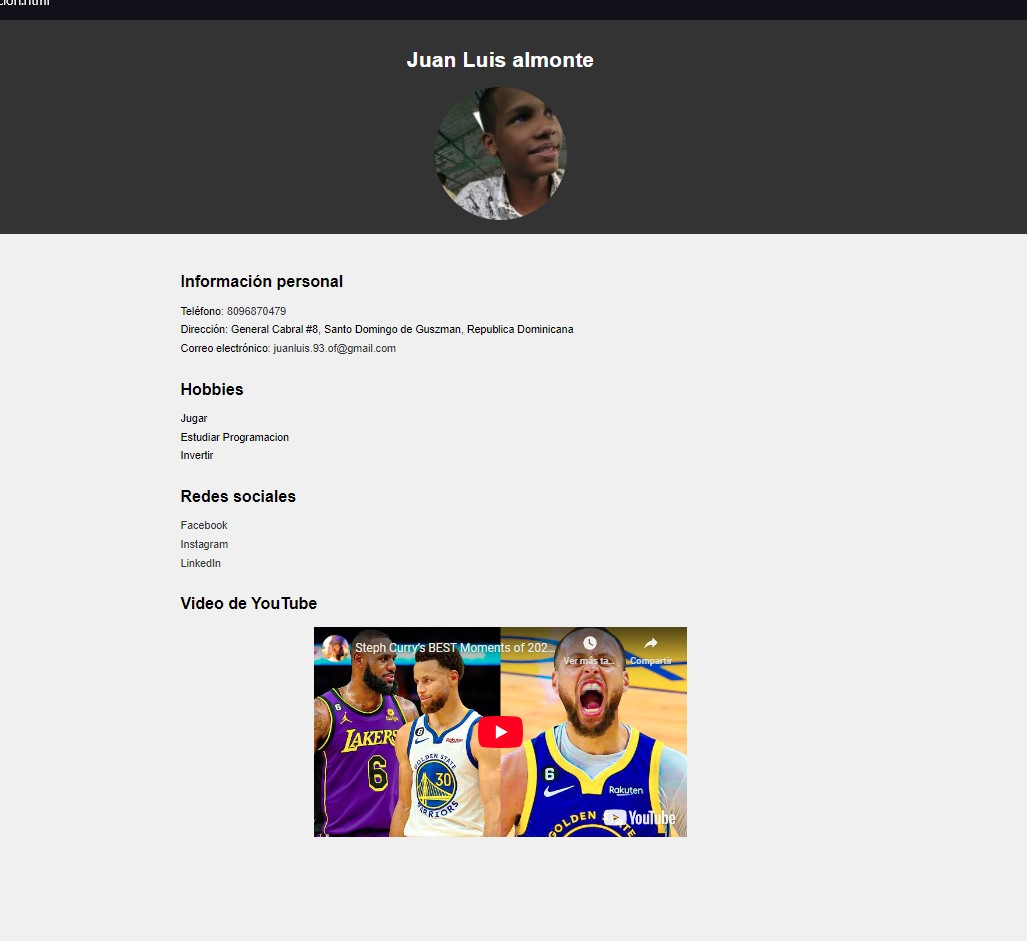 cion.html
Juan Luis almonte
Información personal
Teléfono: 8096870479
Dirección: General Cabral #8, Santo Domingo de Guszman, Republica Dominicana
Correo electrónico: juanluis.93.of@gmail.com
Hobbies
Jugar
Estudiar Programacion
Invertir
Redes sociales
Facebook
Instagram
LinkedIn
Video de YouTube
Steph Curry's BEST Moments of 202...
Ver más ta...
Compartir
6
LAKERS
6
6
Rakuten
GOLDEN STATE
30
WARRIORS
6
Rakuten
GOLDEN STATE
YouTube